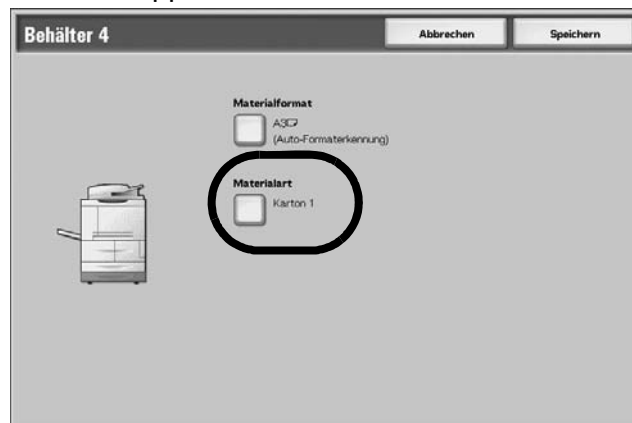 Behälter 4
Abbrechen
Speichern
Materialformat
A3
(Auto-Formaterkennung)
Materialart
Karton 1